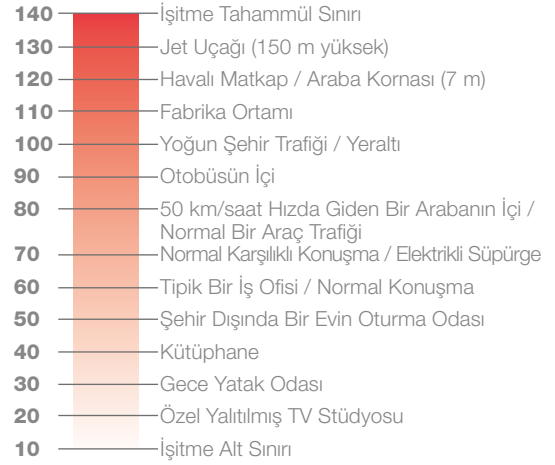 140 İşitme Tahammül Sınırı
130 Jet Uçağı (150 m yüksek)
120 Havalı Matkap / Araba Kornası (7 m)
110 Fabrika Ortamı
100 Yoğun Şehir Trafiği / Yeraltı
90 Otobüsün İçi
80 50 km/saat Hızda Giden Bir Arabanın İçi /
Normal Bir Araç Trafiği
70 Normal Karşılıklı Konuşma / Elektrikli Süpürge
60 Tipik Bir İş Ofisi / Normal Konuşma
50 Şehir Dışında Bir Evin Oturma Odası
40 Kütüphane
30 Gece Yatak Odası
20 Özel Yalıtılmış TV Stüdyosu
10 İşitme Alt Sınırı